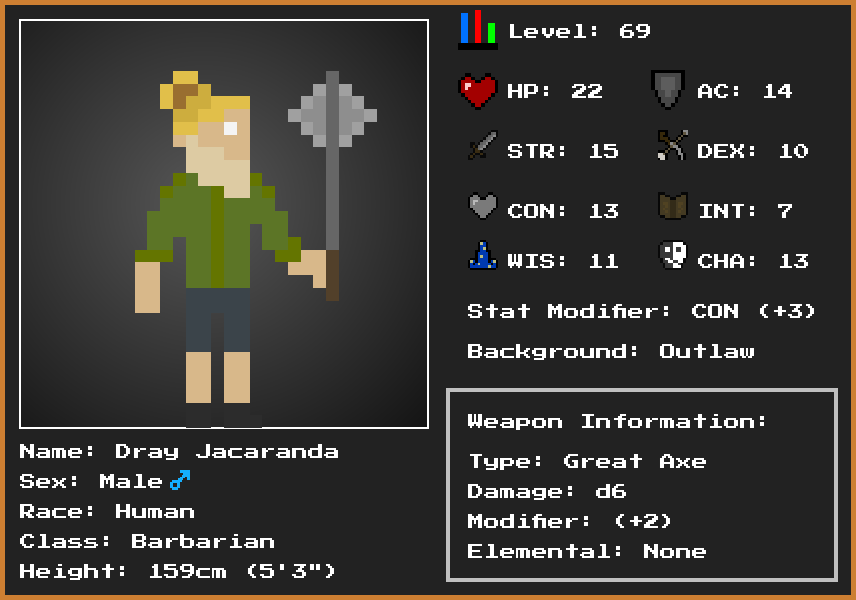 Level: 69
HP: 22
AC: 14
STR: 15
DEX: 10
CON: 13
INT: 7
WIS: 11
CHA: 13
Stat Modifier: CON (+3)
Background: Outlaw
Weapon Information:
Type: Great Axe
Damage: d6
Modifier: (+2)
Elemental: None
Name: Dray Jacaranda
Sex: Male ♂
Race: Human
Class: Barbarian
Height: 159cm (5'3")